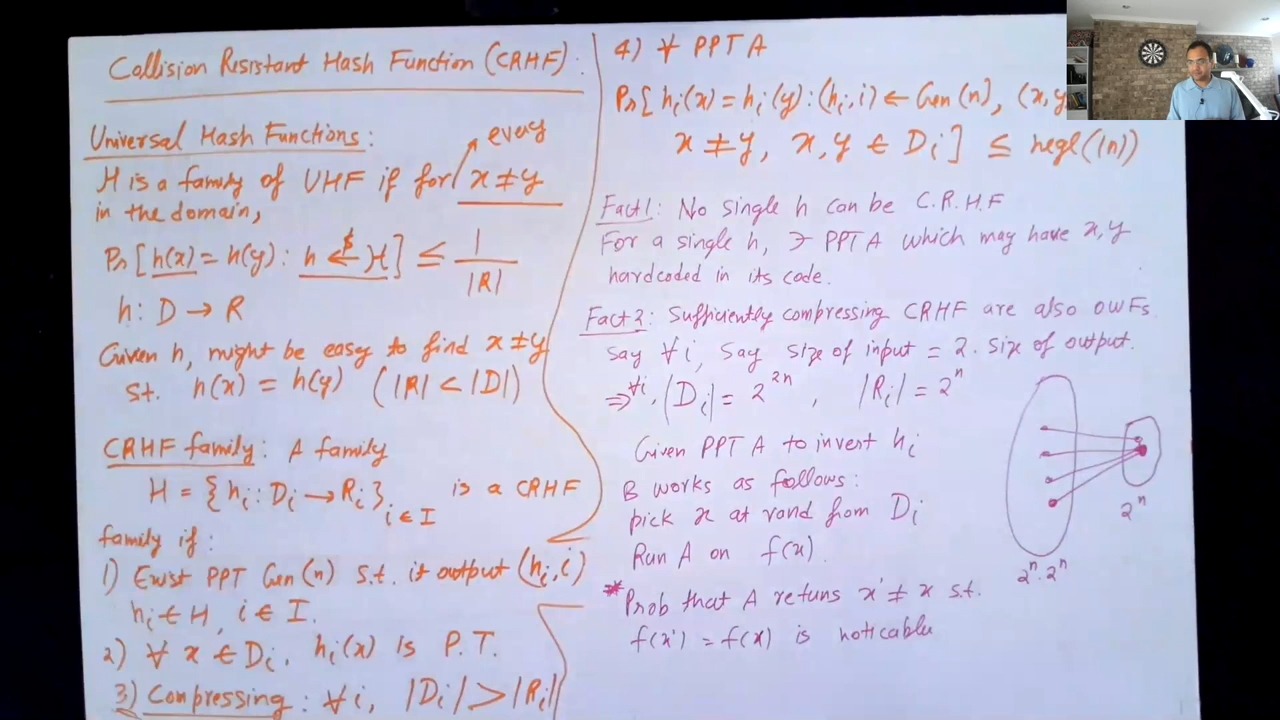 Collision Resistant Hash Function (CRHF):
Universal Hash Functions:
every
H is a family of UHF if for x ≠ y
in the domain,
Pr[h(x) = h(y): h ←$ H] ≤ 1/|R|
h: D → R
Given h, might be easy to find x ≠ y
st. h(x) = h(y) (|R| < |D|)
CRHF family: A family
H = {hi: Di → Ri} i ∈ I is a CRHF
family if:
1) Exist PPT Gen(n) s.t. it output (hi, i)
hi ∈ H, i ∈ I.
2) ∀ x ∈ Di, hi(x) is P.T.
3) Compressing: ∀ i, |Di| > |Ri|
4) ∀ PPT A
Pr[hi(x) = hi(y): (hi, i) ← Gen(n), (x, y
x ≠ y, x, y ∈ Di] ≤ negl(|n|)
Fact 1: No single h can be C.R.H.F
For a single h, ∃ PPT A which may have x, y
hardcoded in its code.
Fact 2: Sufficiently compressing CRHF are also OWFs.
Say ∀ i, Say size of input = 2. size of output.
⇒ ∀i, |Di| = 2^2n, |Ri| = 2^n
Given PPT A to invert hi
B works as follows:
pick x at rand from Di
Run A on f(x)
* Prob that A returns x' ≠ x s.t.
f(x') = f(x) is noticable
2^n
2^n. 2^n